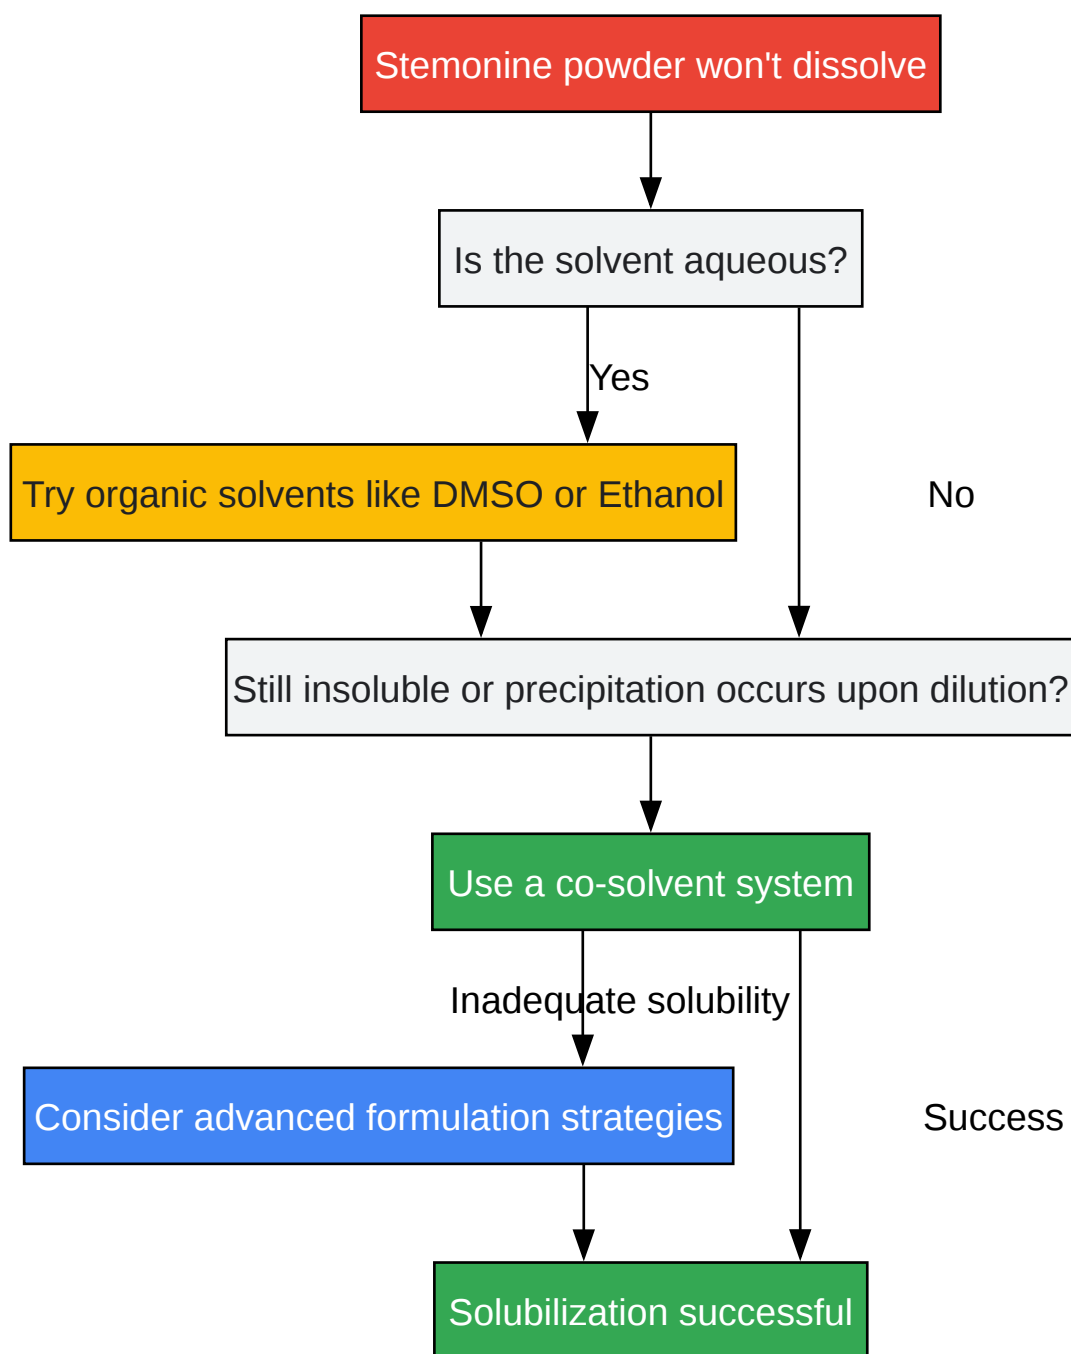 Stemonine powder won't dissolve
Is the solvent aqueous?
Yes
Try organic solvents like DMSO or Ethanol
No
Still insoluble or precipitation occurs upon dilution?
Use a co-solvent system
Inadequate solubility
Consider advanced formulation strategies
Success
Solubilization successful